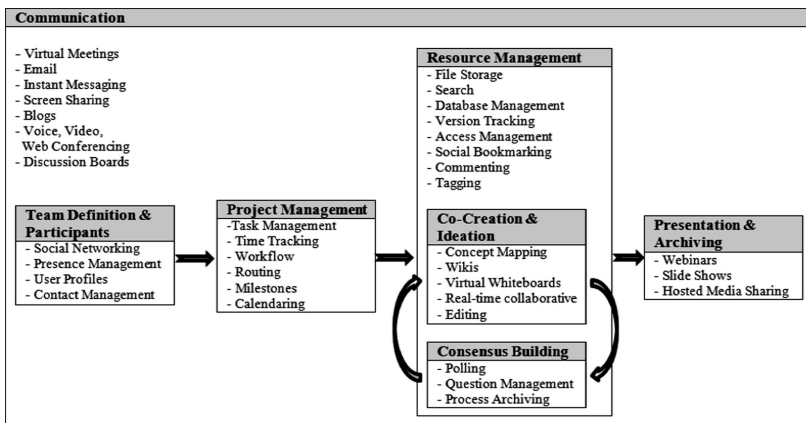 Communication
- Virtual Meetings
- Email
- Instant Messaging
- Screen Sharing
- Blogs
- Voice, Video,
Web Conferencing
- Discussion Boards
Team Definition &
Participants
- Social Networking
- Presence Management
- User Profiles
- Contact Management
Project Management
-Task Management
- Time Tracking
- Workflow
- Routing
- Milestones
- Calendaring
Resource Management
- File Storage
- Search
- Database Management
- Version Tracking
- Access Management
- Social Bookmarking
- Commenting
- Tagging
Co-Creation &
Ideation
- Concept Mapping
- Wikis
- Virtual Whiteboards
- Real-time collaborative
- Editing
Consensus Building
- Polling
- Question Management
- Process Archiving
Presentation &
Archiving
- Webinars
- Slide Shows
- Hosted Media Sharing